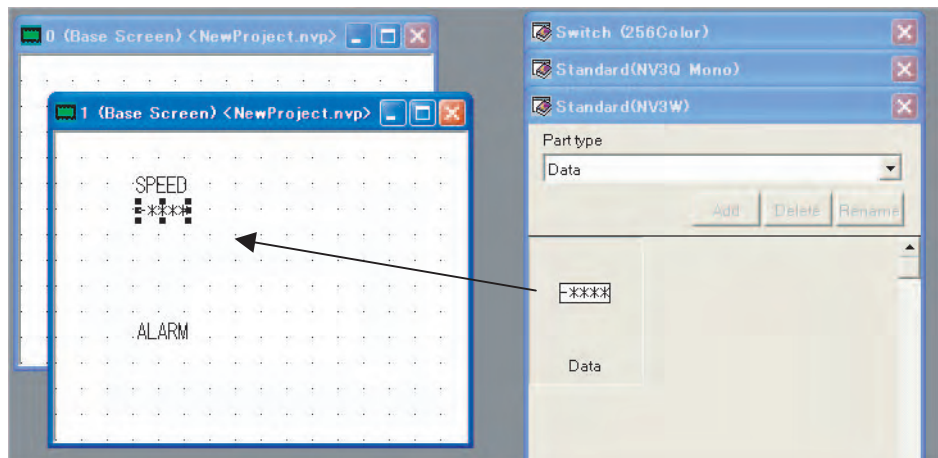 0 (Base Screen) <NewProject.nvp>
1 (Base Screen) <NewProject.nvp>
SPEED
-****
ALARM
Switch (256Color)
Standard(NV3Q Mono)
Standard(NV3W)
Part type
Data
Add Delete Rename
-****
Data